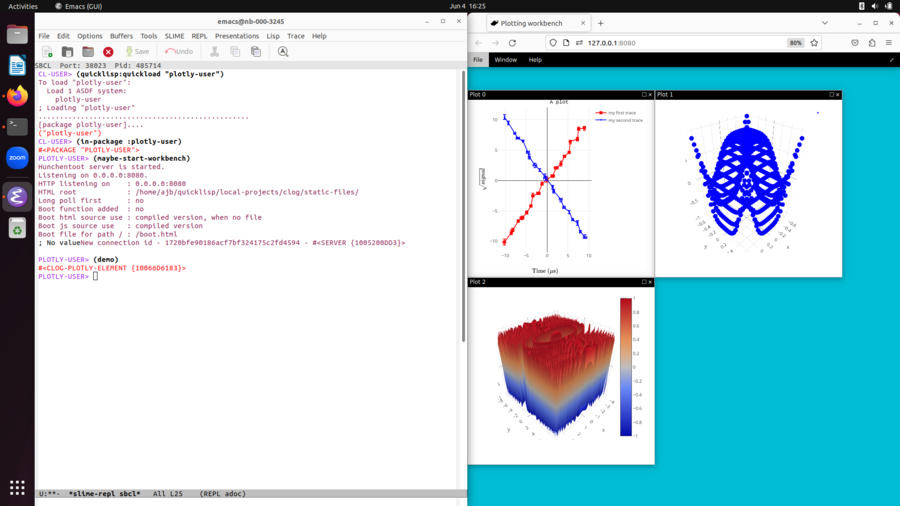 Activities
Emacs (GUI)
Jun 4 16:25
emacs@nb-000-3245
File Edit Options Buffers Tools SLIME REPL Presentations Lisp Trace Help
Save
Undo
SBCL Port: 38023 Pid: 485714
CL-USER> (quicklisp:quickload "plotly-user")
To load "plotly-user":
Load 1 ASDF system:
plotly-user
; Loading "plotly-user"
..................................................
[package plotly-user]....
("plotly-user")
CL-USER> (in-package :plotly-user)
#<PACKAGE "PLOTLY-USER">
PLOTLY-USER> (maybe-start-workbench)
Hunchentoot server is started.
Listening on 0.0.0.0:8080.
HTTP listening on : 0.0.0.0:8080
HTML root : /home/ajb/quicklisp/local-projects/clog/static-files/
Long poll first : no
Boot function added : no
Boot html source use : compiled version, when no file
Boot js source use : compiled version
Boot file for path / : /boot.html
; No valueNew connection id - 1720bfe90186acf7bf324175c2fd4594 - #<SERVER {1005200DD3}>
PLOTLY-USER> (demo)
#<CLOG-PLOTLY-ELEMENT {10066D6183}>
PLOTLY-USER>
U:**- *slime-repl sbcl* All L25 (REPL adoc)
zoom
Plotting workbench
127.0.0.1:8080
80%
File Window Help
Plot 0
A plot
my first trace
my second trace
10
5
0
−5
−10
−10 −5 0 5 10
Time (μs)
Plot 1
1
0
y
x
Plot 2
1
0.8
0.6
0.4
0.2
0
−0.2
−0.4
−0.6
−0.8
−1
y
x